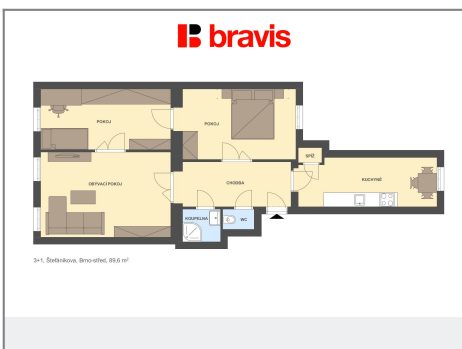 bravis
POKOJ
POKOJ
SPÍŽ
KUCHYNĚ
OBÝVACÍ POKOJ
CHODBA
KOUPELNA
WC
3+1, Štefánikova, Brno-střed, 89,6 m²